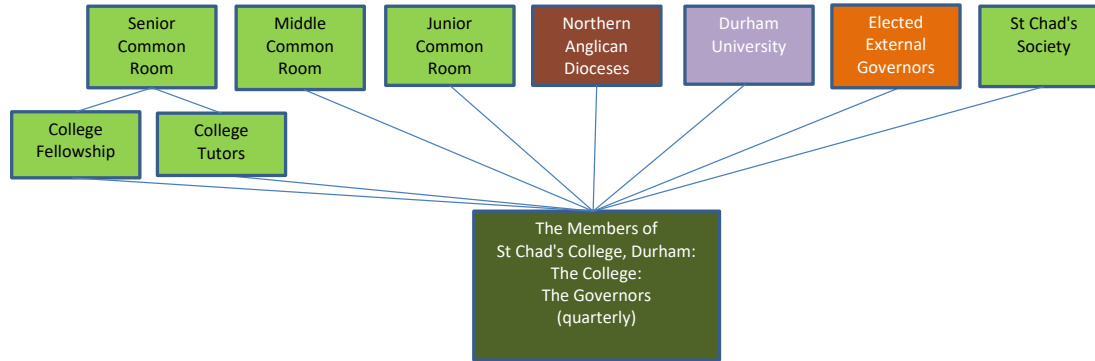 Senior
Common
Room
Middle
Common
Room
Junior
Common
Room
Northern
Anglican
Dioceses
Durham
University
Elected
External
Governors
St Chad's
Society
College
Fellowship
College
Tutors
The Members of
St Chad's College, Durham:
The College:
The Governors
(quarterly)